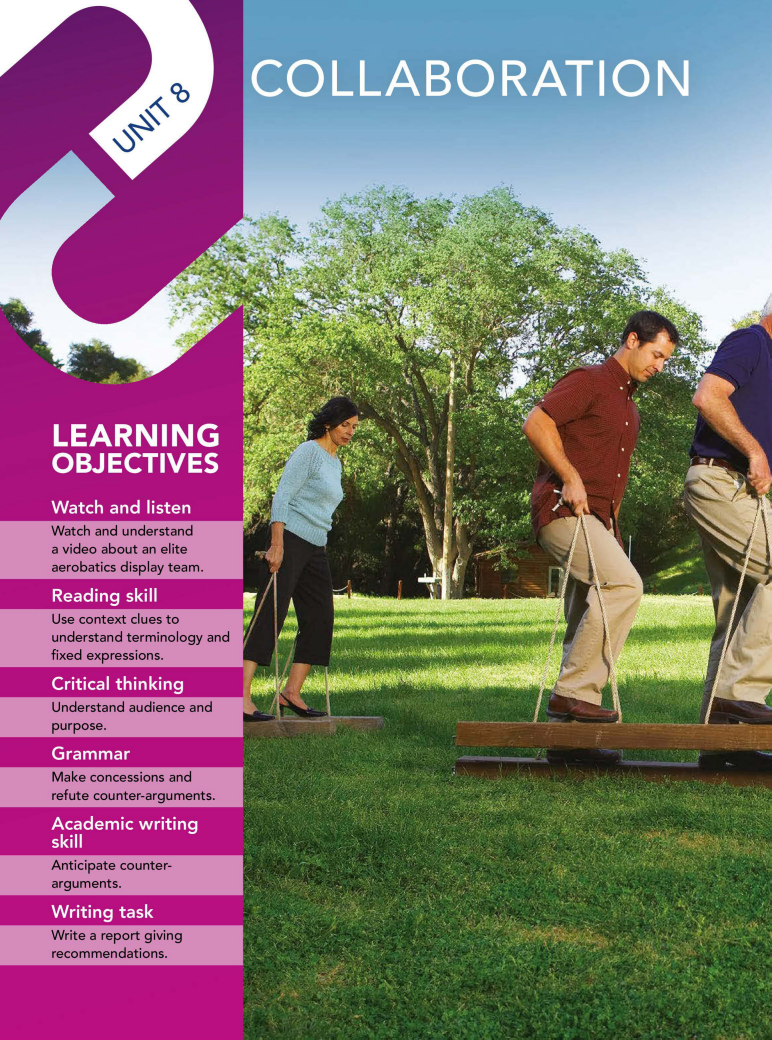 UNIT 8
COLLABORATION
LEARNING
OBJECTIVES
Watch and listen
Watch and understand
a video about an elite
aerobatics display team.
Reading skill
Use context clues to
understand terminology and
fixed expressions.
Critical thinking
Understand audience and
purpose.
Grammar
Make concessions and
refute counter-arguments.
Academic writing
skill
Anticipate counter-
arguments.
Writing task
Write a report giving
recommendations.